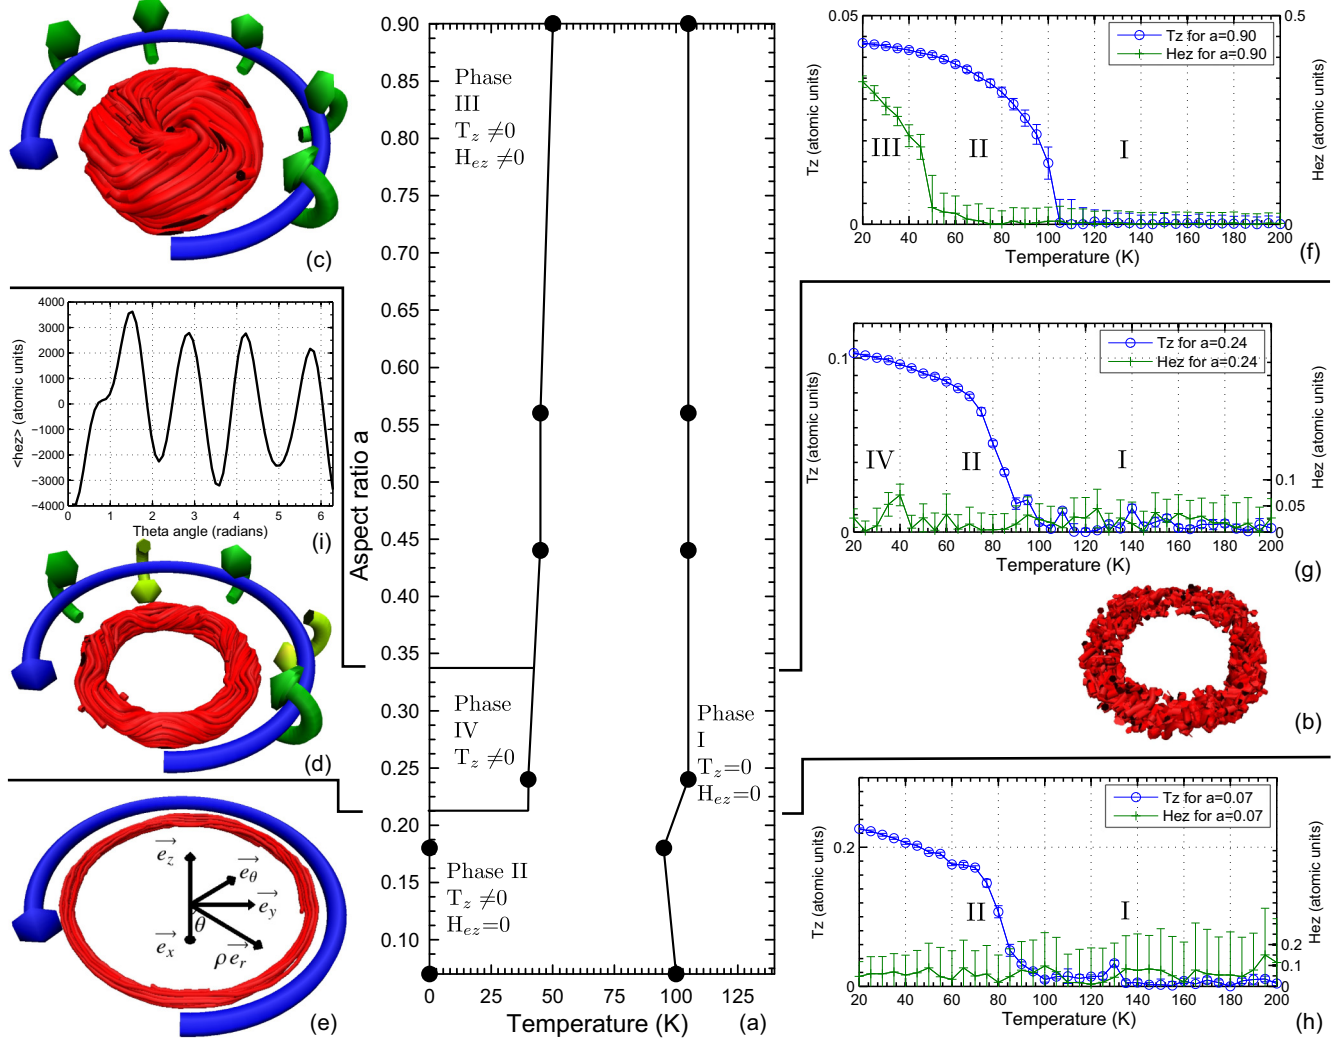 (c)
0.90
0.85
0.80
0.75
0.70
0.65
0.60
0.55
0.50
0.45
0.40
0.35
0.30
0.25
0.20
0.15
0.10
Aspect ratio a
0 25 50 75 100 125
Temperature (K)
(a)
Phase
III
T_z ≠0
H_ez ≠0
Phase
IV
T_z ≠0
Phase II
T_z ≠0
H_ez=0
Phase
I
T_z=0
H_ez=0
4000
3000
2000
1000
0
−1000
−2000
−3000
−4000
<hez> (atomic units)
0 1 2 3 4 5 6
Theta angle (radians)
(i)
(d)
e_z
e_θ
e_y
θ
e_x
ρ e_r
(e)
0.05
0
Tz (atomic units)
Tz for a=0.90
Hez for a=0.90
III
II
I
0.5
0
Hez (atomic units)
20 40 60 80 100 120 140 160 180 200
Temperature (K)
(f)
0.1
0
Tz (atomic units)
Tz for a=0.24
Hez for a=0.24
IV
II
I
0.1
0.05
0
Hez (atomic units)
20 40 60 80 100 120 140 160 180 200
Temperature (K)
(g)
(b)
0.2
0
Tz (atomic units)
Tz for a=0.07
Hez for a=0.07
II
I
0.2
0.1
0
Hez (atomic units)
20 40 60 80 100 120 140 160 180 200
Temperature (K)
(h)